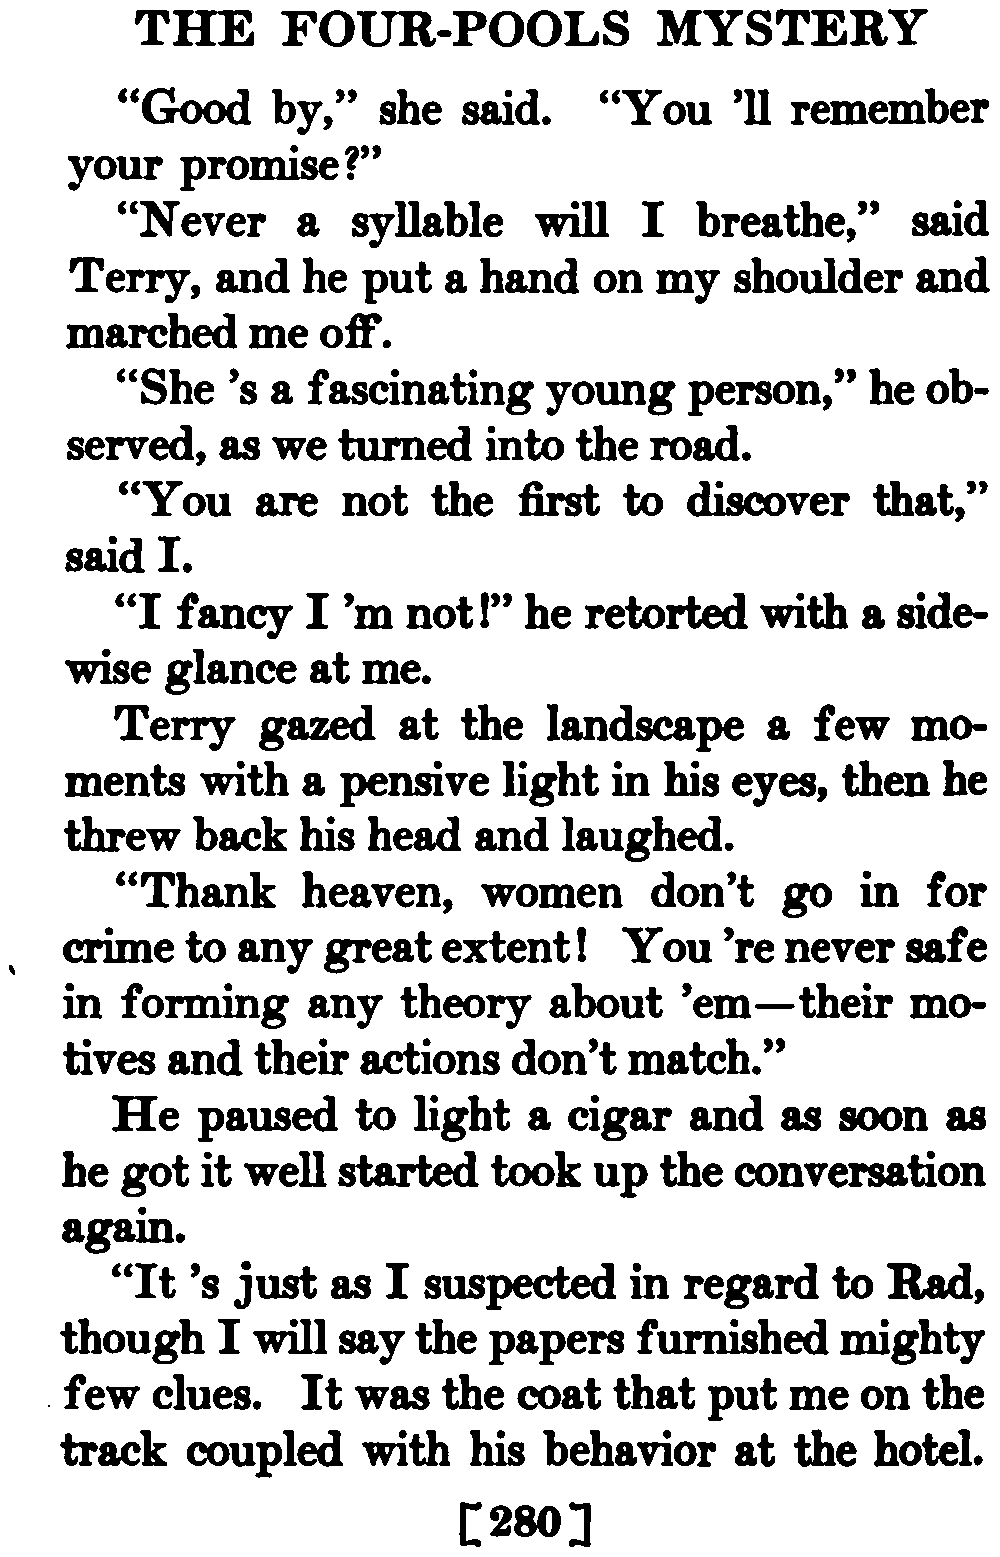 THE FOUR-POOLS MYSTERY
“Good by,” she said. “You ’ll remember
your promise?”
“Never a syllable will I breathe,” said
Terry, and he put a hand on my shoulder and
marched me off.
“She ’s a fascinating young person,” he ob-
served, as we turned into the road.
“You are not the first to discover that,”
said I.
“I fancy I ’m not!” he retorted with a side-
wise glance at me.
Terry gazed at the landscape a few mo-
ments with a pensive light in his eyes, then he
threw back his head and laughed.
“Thank heaven, women don’t go in for
crime to any great extent! You ’re never safe
in forming any theory about ’em—their mo-
tives and their actions don’t match.”
He paused to light a cigar and as soon as
he got it well started took up the conversation
again.
“It ’s just as I suspected in regard to Rad,
though I will say the papers furnished mighty
few clues. It was the coat that put me on the
track coupled with his behavior at the hotel.
[280]